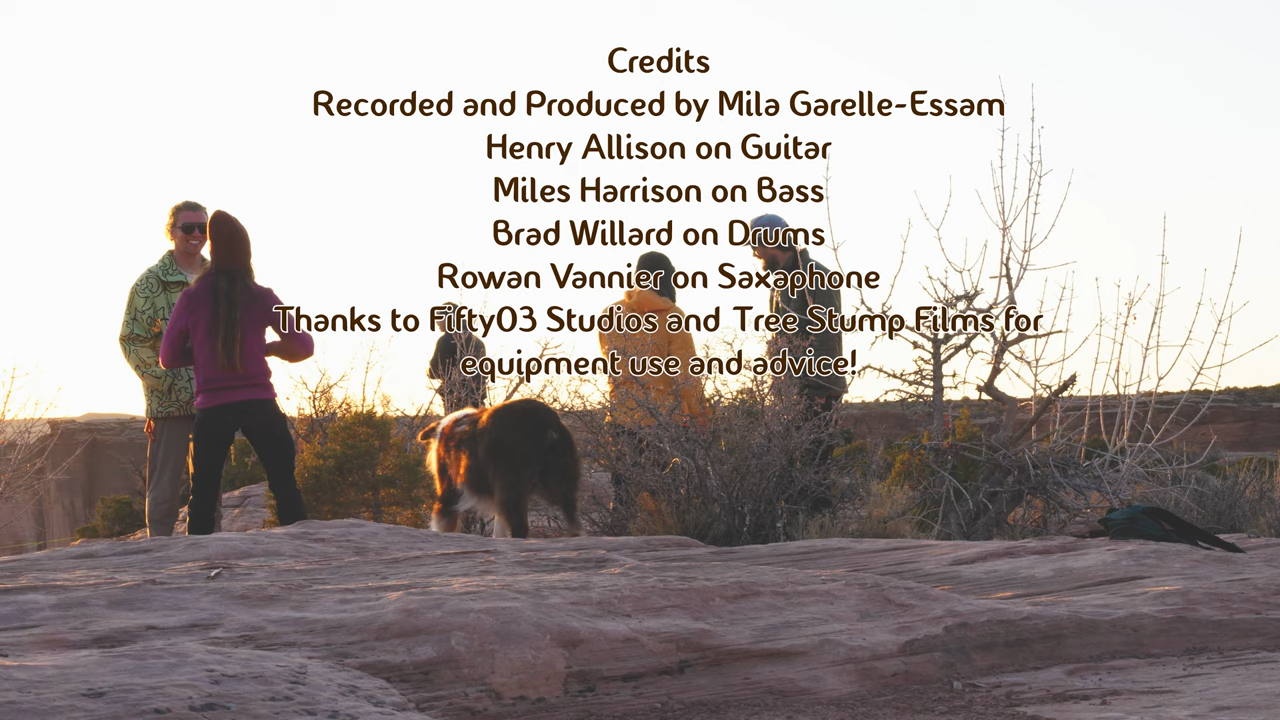 Credits
Recorded and Produced by Mila Garelle-Essam
Henry Allison on Guitar
Miles Harrison on Bass
Brad Willard on Drums
Rowan Vannier on Saxaphone
Thanks to Fifty03 Studios and Tree Stump Films for
equipment use and advice!